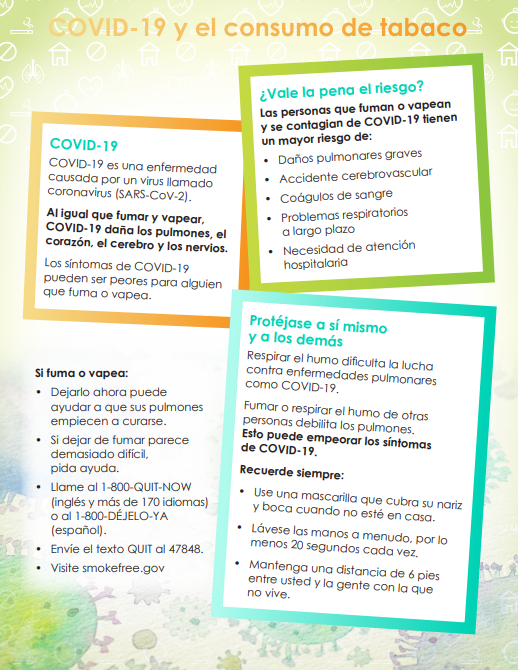 COVID-19 y el consumo de tabaco
COVID-19
COVID-19 es una enfermedad
causada por un virus llamado
coronavirus (SARS-CoV-2).
Al igual que fumar y vapear,
COVID-19 daña los pulmones, el
corazón, el cerebro y los nervios.
Los síntomas de COVID-19
pueden ser peores para alguien
que fuma o vapea.
¿Vale la pena el riesgo?
Las personas que fuman o vapean
y se contagian de COVID-19 tienen
un mayor riesgo de:
• Daños pulmonares graves
• Accidente cerebrovascular
• Coágulos de sangre
• Problemas respiratorios
a largo plazo
• Necesidad de atención
hospitalaria
Si fuma o vapea:
• Dejarlo ahora puede
ayudar a que sus pulmones
empiecen a curarse.
• Si dejar de fumar parece
demasiado difícil,
pida ayuda.
• Llame al 1-800-QUIT-NOW
(inglés y más de 170 idiomas)
o al 1-800-DÉJELO-YA
(español).
• Envíe el texto QUIT al 47848.
• Visite smokefree.gov
Protéjase a sí mismo
y a los demás
Respirar el humo dificulta la lucha
contra enfermedades pulmonares
como COVID-19.
Fumar o respirar el humo de otras
personas debilita los pulmones.
Esto puede empeorar los síntomas
de COVID-19.
Recuerde siempre:
• Use una mascarilla que cubra su nariz
y boca cuando no esté en casa.
• Lávese las manos a menudo, por lo
menos 20 segundos cada vez.
• Mantenga una distancia de 6 pies
entre usted y la gente con la que
no vive.